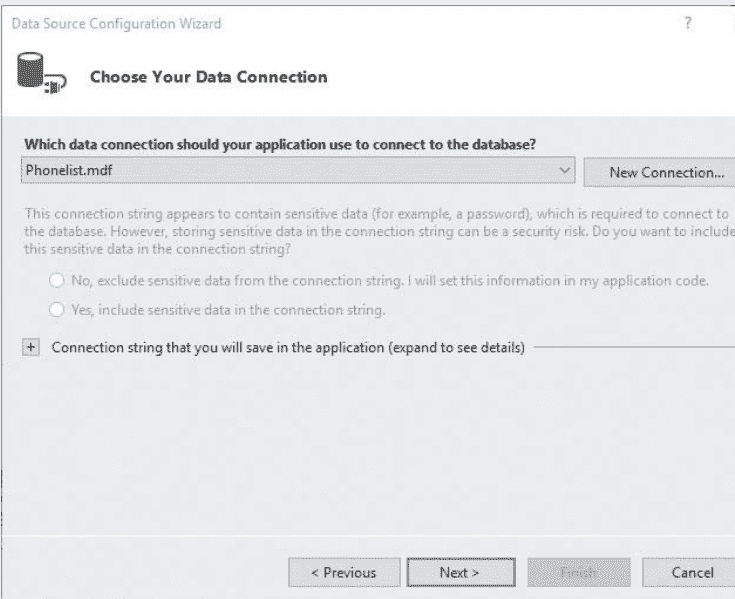 Data Source Configuration Wizard ?
Choose Your Data Connection
Which data connection should your application use to connect to the database?
Phonelist.mdf
New Connection...
This connection string appears to contain sensitive data (for example, a password), which is required to connect to
the database. However, storing sensitive data in the connection string can be a security risk. Do you want to include
this sensitive data in the connection string?
No, exclude sensitive data from the connection string. I will set this information in my application code.
Yes, include sensitive data in the connection string.
+ Connection string that you will save in the application (expand to see details)
< Previous
Next >
Finish
Cancel